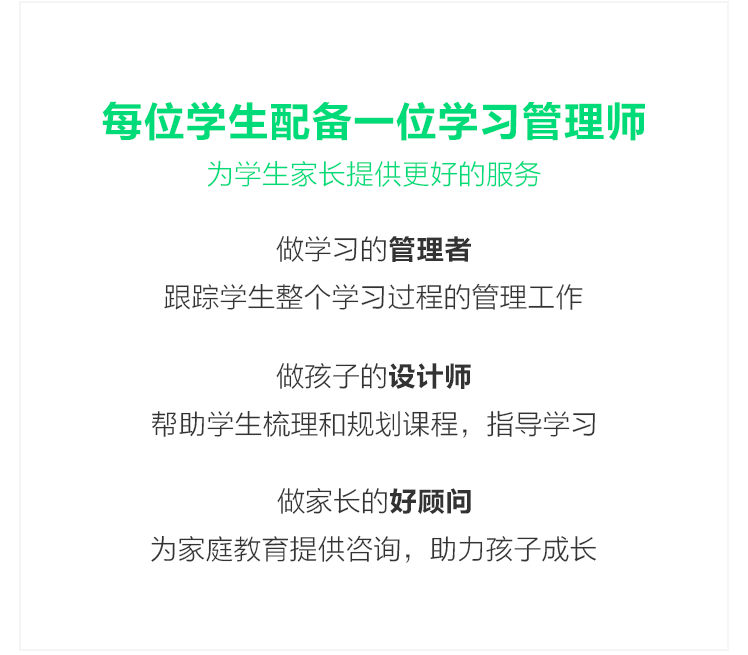 每位学生配备一位学习管理师
为学生家长提供更好的服务
做学习的管理者
跟踪学生整个学习过程的管理工作
做孩子的设计师
帮助学生梳理和规划课程，指导学习
做家长的好顾问
为家庭教育提供咨询，助力孩子成长